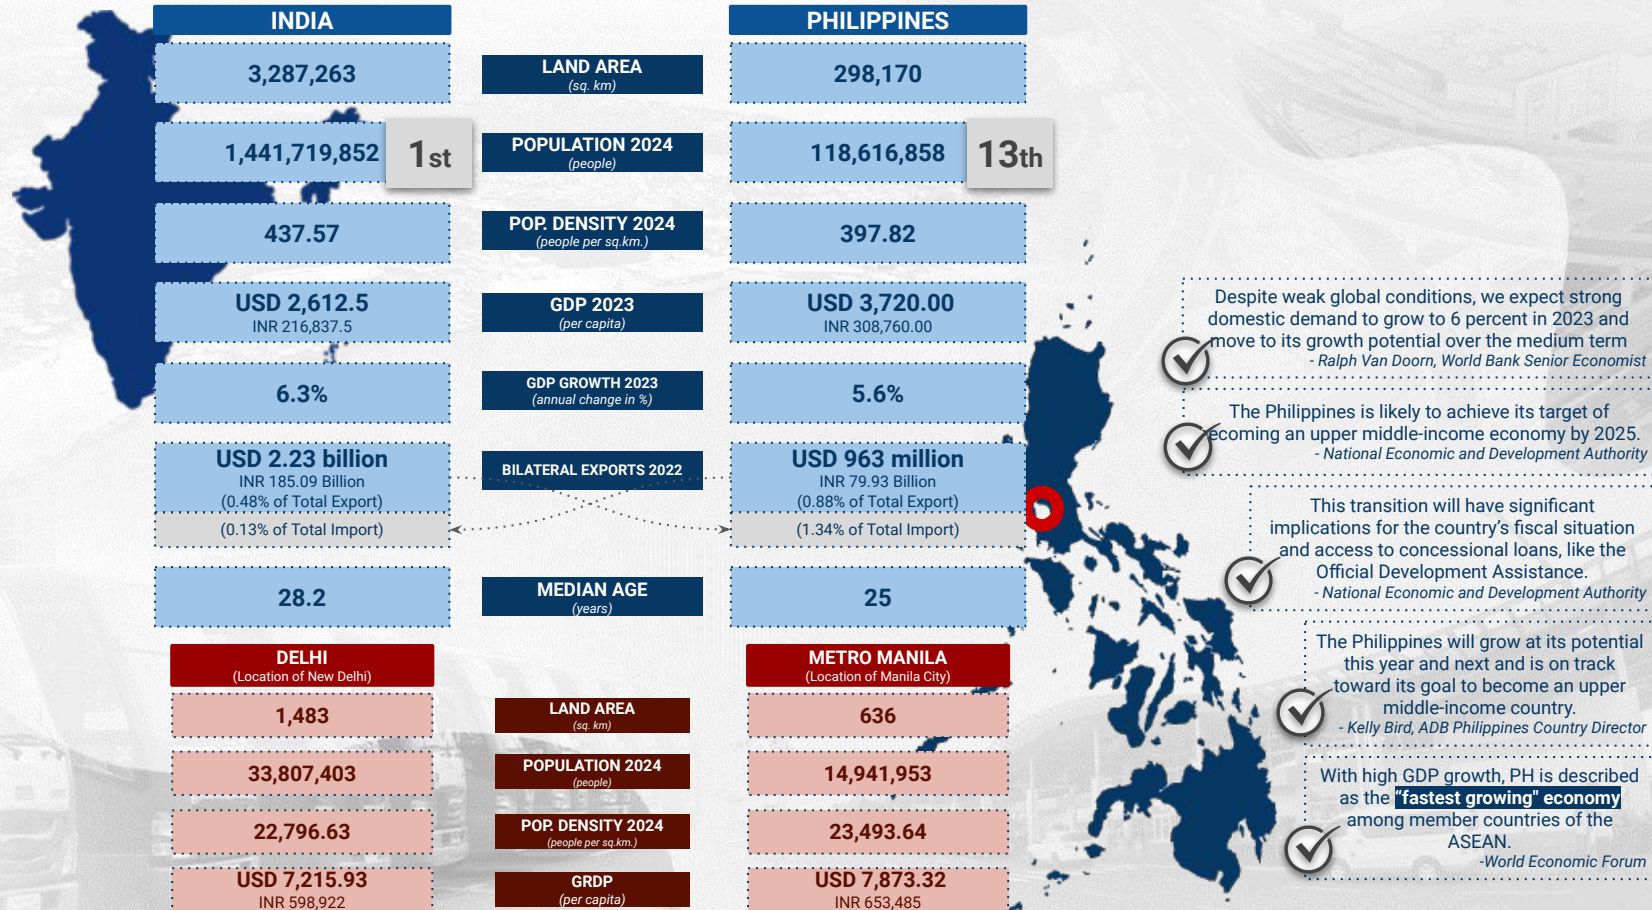 INDIA
PHILIPPINES
3,287,263
LAND AREA
(sq. km)
298,170
1,441,719,852
1st
POPULATION 2024
(people)
118,616,858
13th
437.57
POP. DENSITY 2024
(people per sq.km.)
397.82
USD 2,612.5
INR 216,837.5
GDP 2023
(per capita)
USD 3,720.00
INR 308,760.00
6.3%
GDP GROWTH 2023
(annual change in %)
5.6%
USD 2.23 billion
INR 185.09 Billion
(0.48% of Total Export)
(0.13% of Total Import)
BILATERAL EXPORTS 2022
USD 963 million
INR 79.93 Billion
(0.88% of Total Export)
(1.34% of Total Import)
28.2
MEDIAN AGE
(years)
25
DELHI
(Location of New Delhi)
METRO MANILA
(Location of Manila City)
1,483
LAND AREA
(sq. km)
636
33,807,403
POPULATION 2024
(people)
14,941,953
22,796.63
POP. DENSITY 2024
(people per sq.km.)
23,493.64
USD 7,215.93
INR 598,922
GRDP
(per capita)
USD 7,873.32
INR 653,485
Despite weak global conditions, we expect strong
domestic demand to grow to 6 percent in 2023 and
move to its growth potential over the medium term
- Ralph Van Doorn, World Bank Senior Economist
The Philippines is likely to achieve its target of
ecoming an upper middle-income economy by 2025.
- National Economic and Development Authority
This transition will have significant
implications for the country's fiscal situation
and access to concessional loans, like the
Official Development Assistance.
- National Economic and Development Authority
The Philippines will grow at its potential
this year and next and is on track
toward its goal to become an upper
middle-income country.
- Kelly Bird, ADB Philippines Country Director
With high GDP growth, PH is described
as the "fastest growing" economy
among member countries of the
ASEAN.
-World Economic Forum